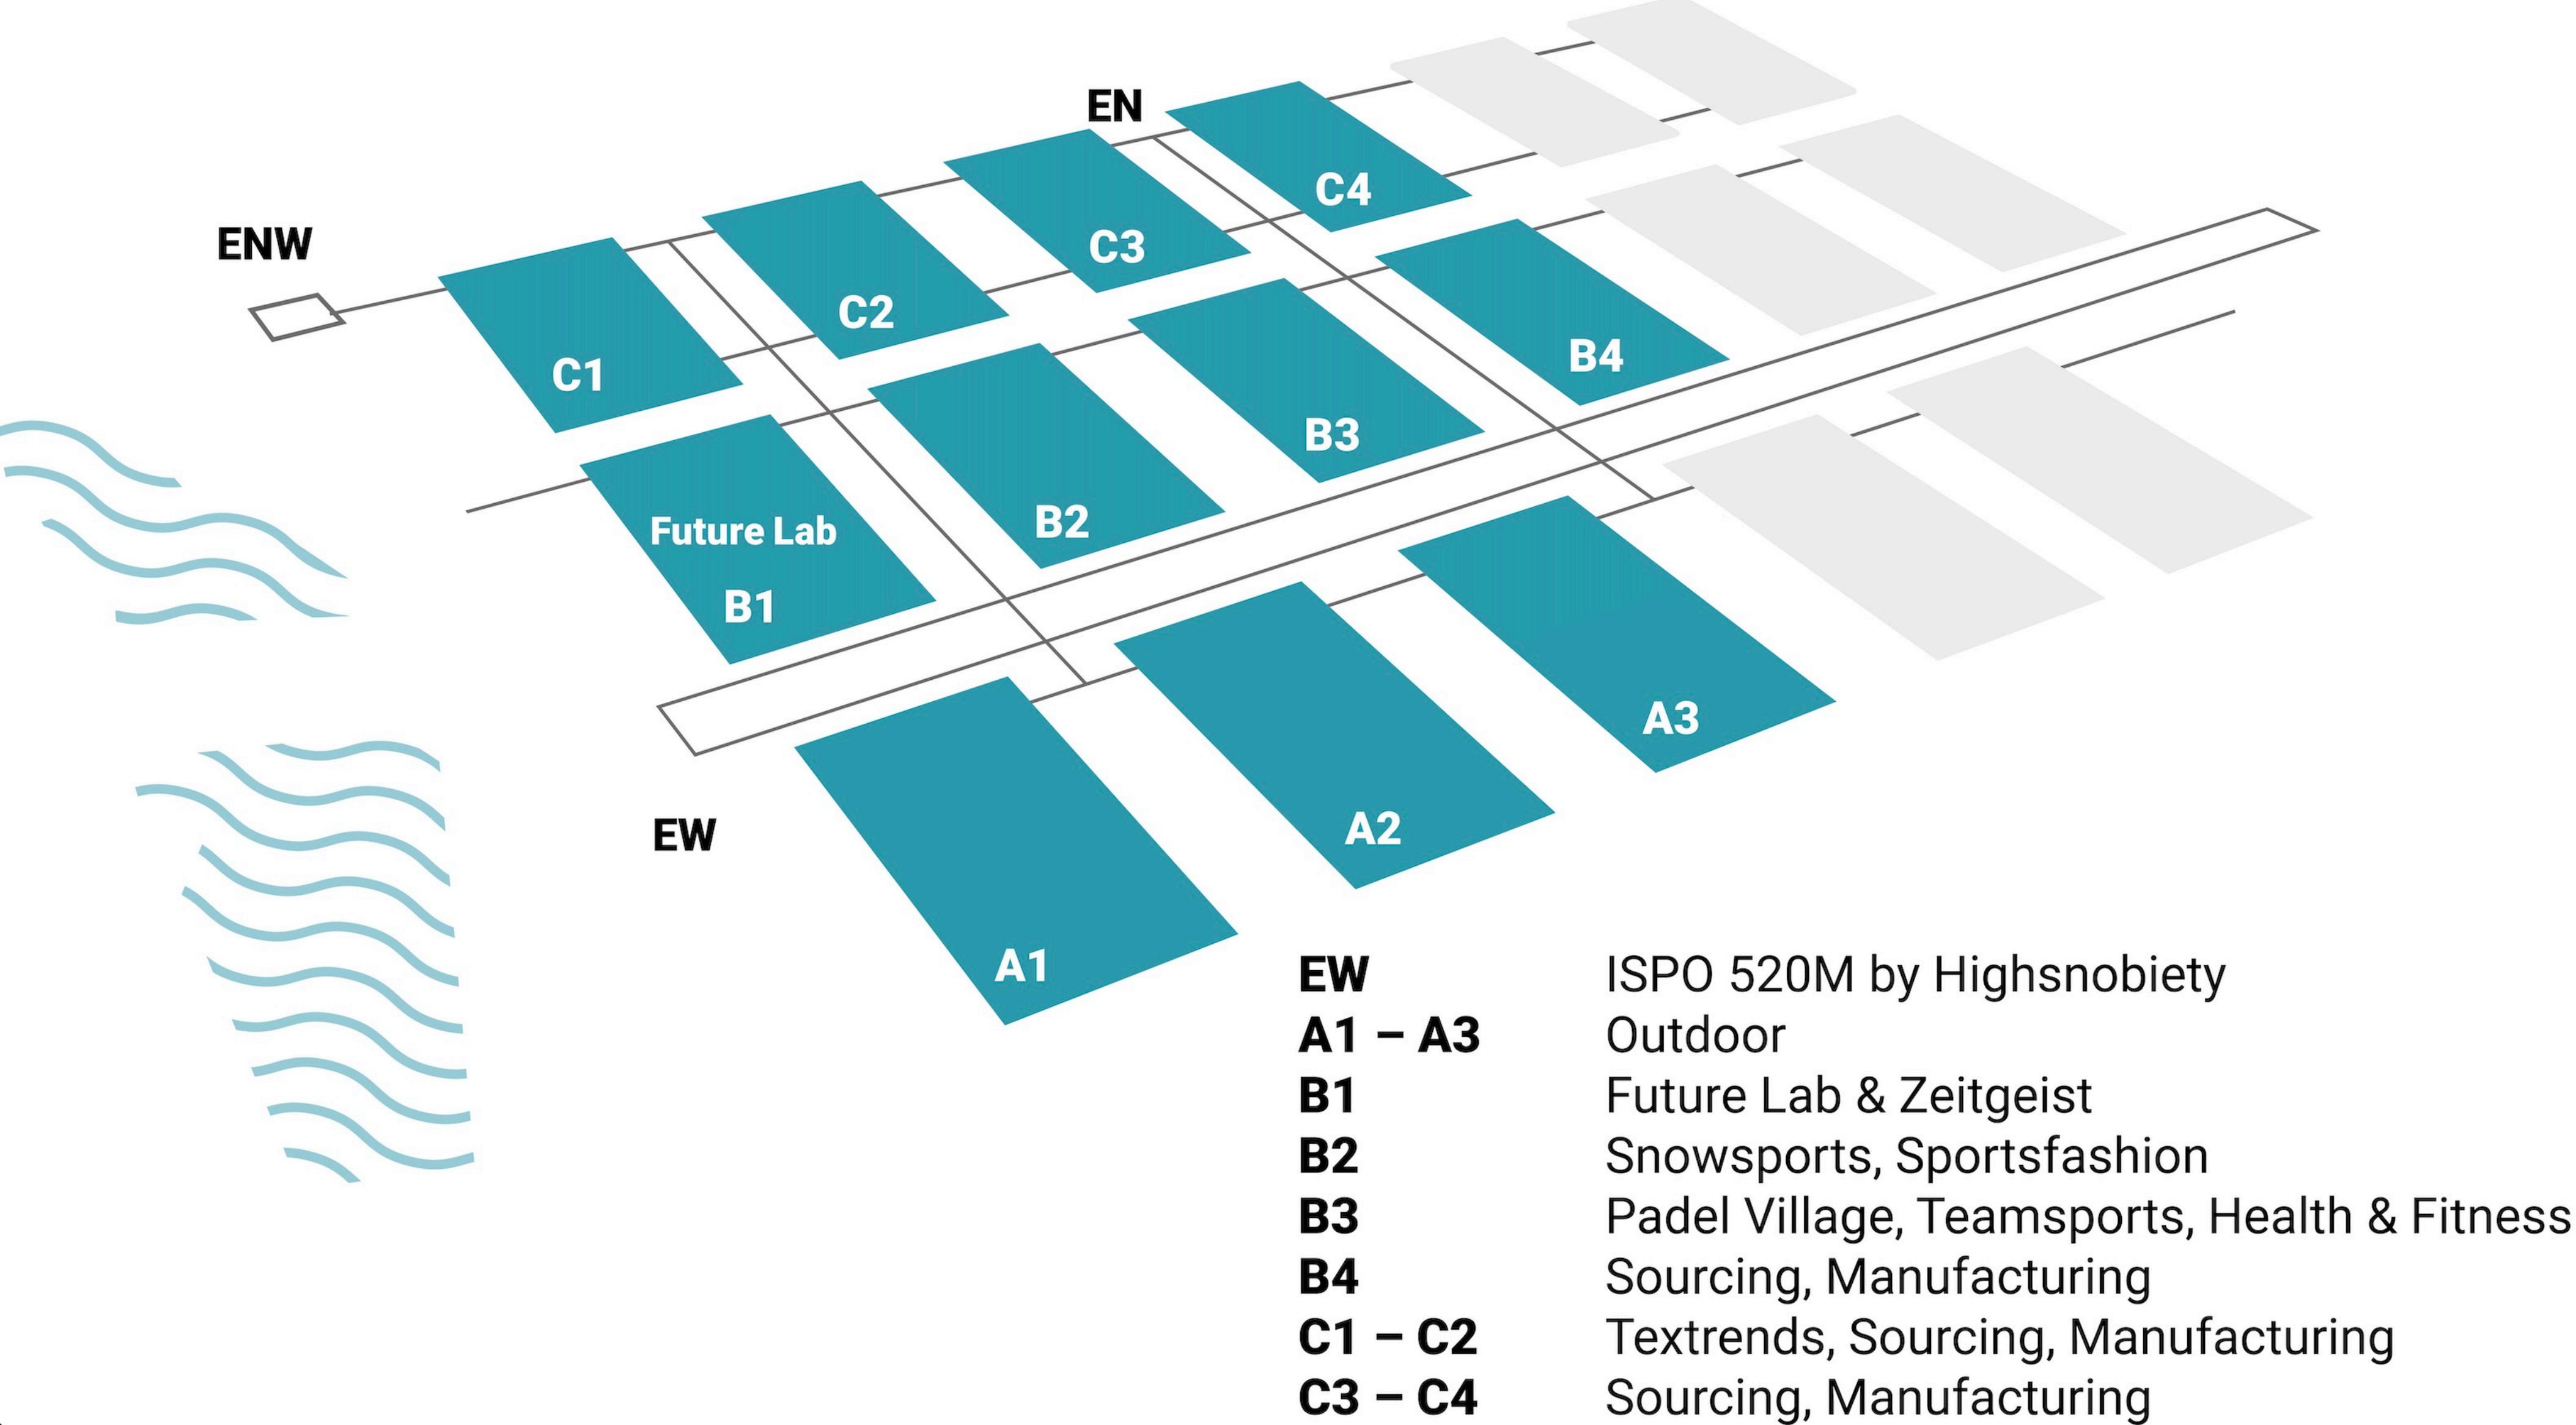 EN
C4
ENW
C3
C2
B4
C1
B3
B2
Future Lab
B1
A3
A2
EW
A1
EW ISPO 520M by Highsnobiety
A1 – A3 Outdoor
B1 Future Lab & Zeitgeist
B2 Snowsports, Sportsfashion
B3 Padel Village, Teamsports, Health & Fitness
B4 Sourcing, Manufacturing
C1 – C2 Textrends, Sourcing, Manufacturing
C3 – C4 Sourcing, Manufacturing